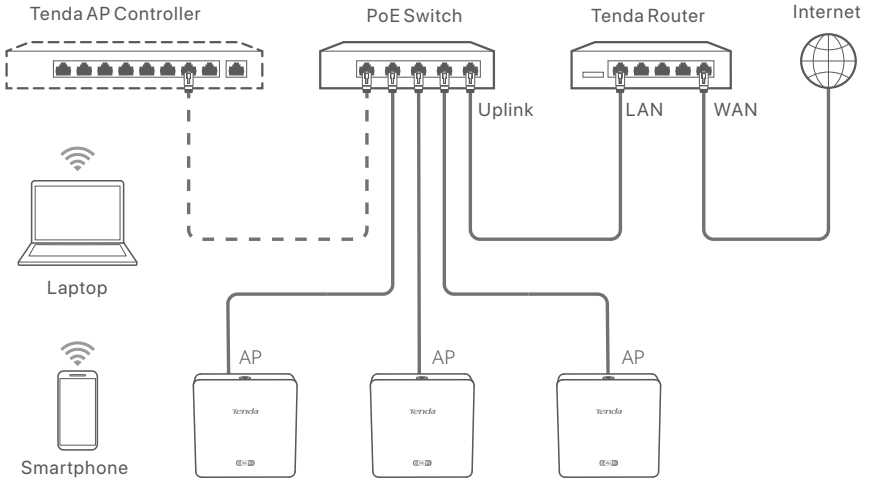 Tenda AP Controller
PoE Switch
Tenda Router
Internet
Uplink
LAN
WAN
Laptop
AP
AP
AP
Tenda
Tenda
Tenda
Smartphone